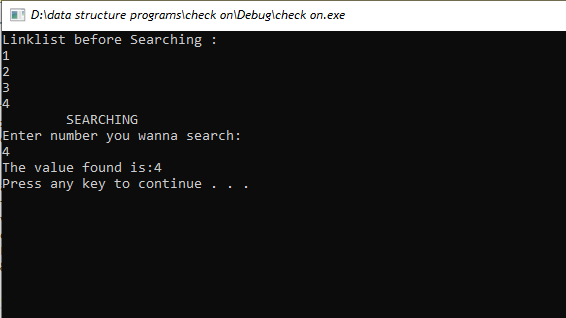 D:\data structure programs\check on\Debug\check on.exe
Linklist before Searching :
1
2
3
4
SEARCHING
Enter number you wanna search:
4
The value found is:4
Press any key to continue . . .